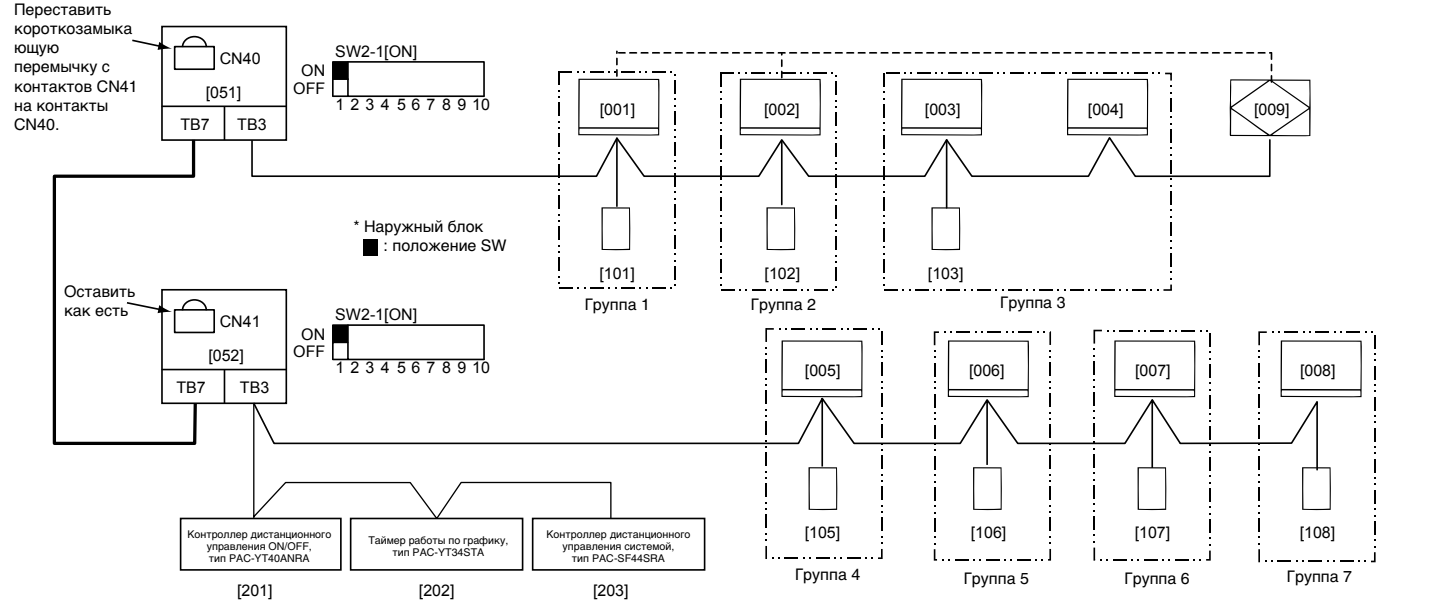 Переставить
короткозамыка
ющую
перемычку с
контактов CN41
на контакты
CN40.
CN40
[051]
TB7 TB3
SW2-1[ON]
ON
OFF
1 2 3 4 5 6 7 8 9 10
[001]
[002]
[003]
[004]
[009]
* Наружный блок
: положение SW
[101]
[102]
[103]
Группа 1
Группа 2
Группа 3
Оставить
как есть
CN41
[052]
TB7 TB3
SW2-1[ON]
ON
OFF
1 2 3 4 5 6 7 8 9 10
[005]
[006]
[007]
[008]
[105]
[106]
[107]
[108]
Группа 4
Группа 5
Группа 6
Группа 7
Контроллер дистанционого
управления ON/OFF,
тип PAC-YT40ANRA
[201]
Таймер работы по графику,
тип PAC-YT34STA
[202]
Контроллер дистанционого
управления системой,
тип PAC-SF44SRA
[203]